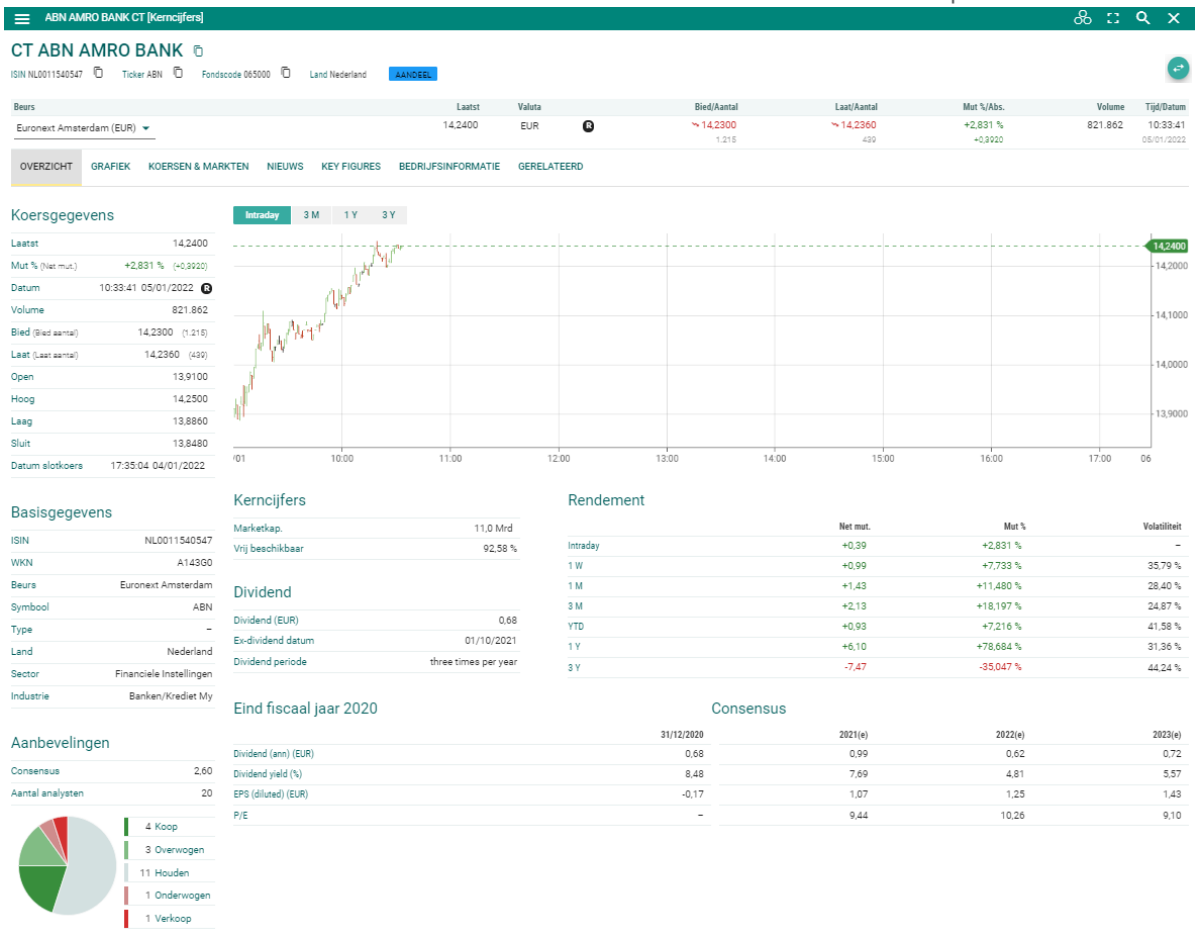 ABN AMRO BANK CT [Kerncijfers]
CT ABN AMRO BANK
ISIN NL0011540547 Ticker ABN Fondscode 065000 Land Nederland AANDEEL
Beurs Laatst Valuta Bied/Aantal Laat/Aantal Mut %/Abs. Volume Tijd/Datum
Euronext Amsterdam (EUR) 14,2400 EUR R 14,2300 14,2360 +2,831 % 821.862 10:33:41
1.215 439 +0,3920 05/01/2022
OVERZICHT GRAFIEK KOERSEN & MARKTEN NIEUWS KEY FIGURES BEDRIJFSINFORMATIE GERELATEERD
Koersgegevens
Laatst 14,2400
Mut % (Net mut.) +2,831 % (+0,3920)
Datum 10:33:41 05/01/2022 R
Volume 821.862
Bied (Bied aantal) 14,2300 (1.215)
Laat (Laat aantal) 14,2360 (439)
Open 13,9100
Hoog 14,2500
Laag 13,8860
Sluit 13,8480
Datum slotkoers 17:35:04 04/01/2022
Intraday 3 M 1 Y 3 Y
14,2400
14,2000
14,1000
14,0000
13,9000
/01 10:00 11:00 12:00 13:00 14:00 15:00 16:00 17:00 06
Basisgegevens
ISIN NL0011540547
WKN A143G0
Beurs Euronext Amsterdam
Symbool ABN
Type –
Land Nederland
Sector Financiele Instellingen
Industrie Banken/Krediet My
Kerncijfers
Marketkap. 11,0 Mrd
Vrij beschikbaar 92,58 %
Dividend
Dividend (EUR) 0,68
Ex-dividend datum 01/10/2021
Dividend periode three times per year
Rendement
Net mut. Mut % Volatiliteit
Intraday +0,39 +2,831 % –
1 W +0,99 +7,733 % 35,79 %
1 M +1,43 +11,480 % 28,40 %
3 M +2,13 +18,197 % 24,87 %
YTD +0,93 +7,216 % 41,58 %
1 Y +6,10 +78,684 % 31,36 %
3 Y -7,47 -35,047 % 44,24 %
Aanbevelingen
Consensus 2,60
Aantal analysten 20
4 Koop
3 Overwogen
11 Houden
1 Onderwogen
1 Verkoop
Eind fiscaal jaar 2020 Consensus
31/12/2020 2021(e) 2022(e) 2023(e)
Dividend (ann) (EUR) 0,68 0,99 0,62 0,72
Dividend yield (%) 8,48 7,69 4,81 5,57
EPS (diluted) (EUR) -0,17 1,07 1,25 1,43
P/E – 9,44 10,26 9,10